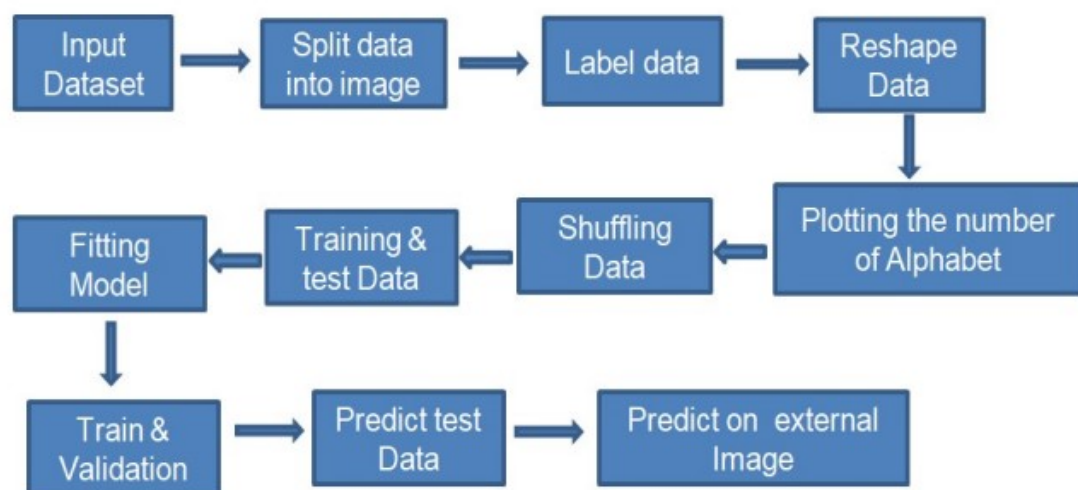 Input
Dataset
Split data
into image
Label data
Reshape
Data
Plotting the number
of Alphabet
Shuffling
Data
Training &
test Data
Fitting
Model
Train &
Validation
Predict test
Data
Predict on external
Image